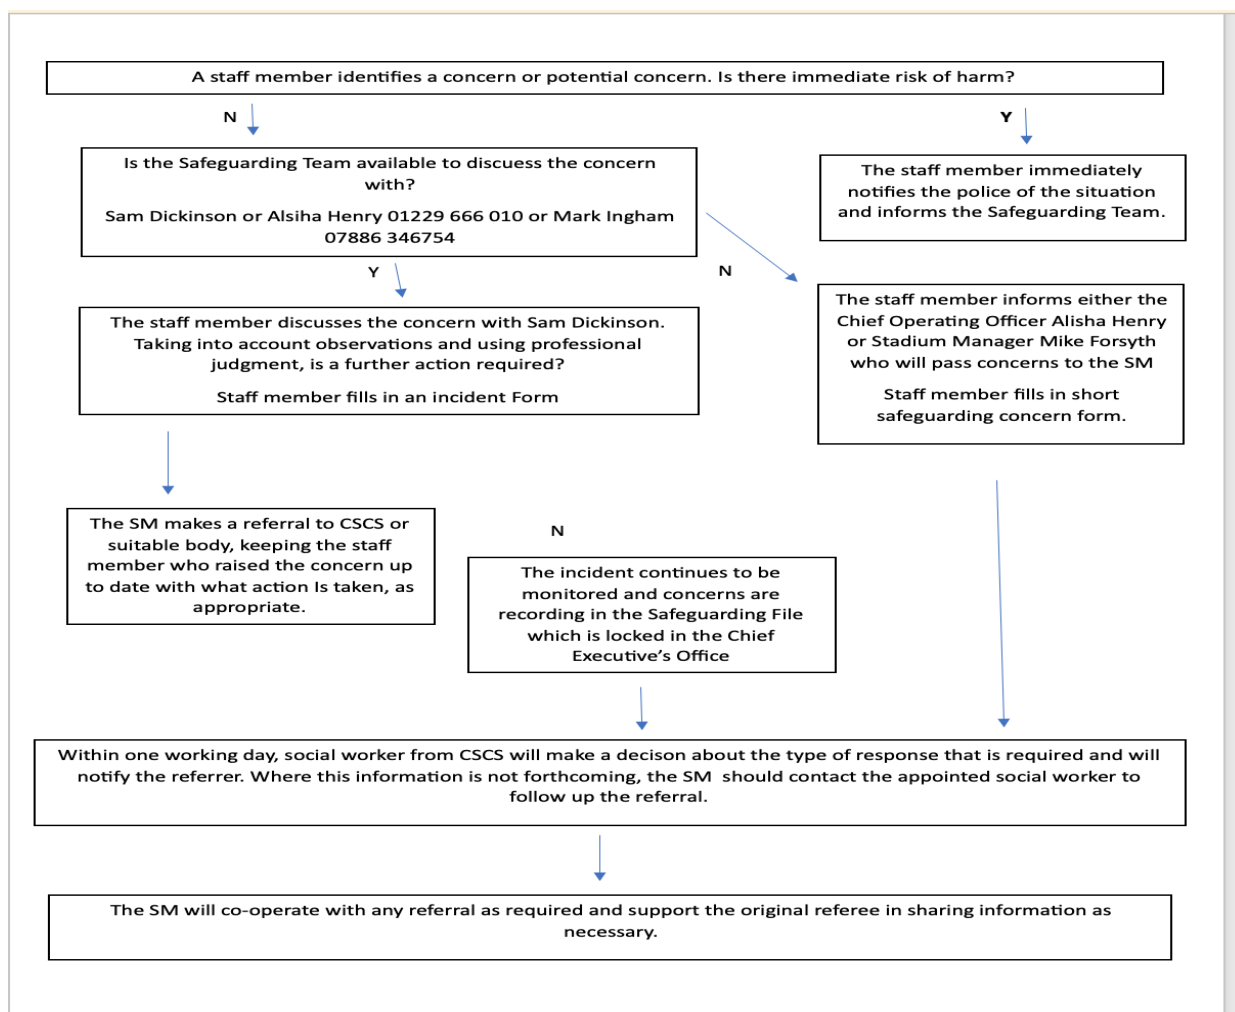 A staff member identifies a concern or potential concern. Is there immediate risk of harm?
N
Y
Is the Safeguarding Team available to discuess the concern
with?
Sam Dickinson or Alsiha Henry 01229 666 010 or Mark Ingham
07886 346754
The staff member immediately
notifies the police of the situation
and informs the Safeguarding Team.
Y
N
The staff member discusses the concern with Sam Dickinson.
Taking into account observations and using professional
judgment, is a further action required?
Staff member fills in an incident Form
The staff member informs either the
Chief Operating Officer Alisha Henry
or Stadium Manager Mike Forsyth
who will pass concerns to the SM
Staff member fills in short
safeguarding concern form.
The SM makes a referral to CSCS or
suitable body, keeping the staff
member who raised the concern up
to date with what action Is taken, as
appropriate.
N
The incident continues to be
monitored and concerns are
recording in the Safeguarding File
which is locked in the Chief
Executive’s Office
Within one working day, social worker from CSCS will make a decison about the type of response that is required and will
notify the referrer. Where this information is not forthcoming, the SM should contact the appointed social worker to
follow up the referral.
The SM will co-operate with any referral as required and support the original referee in sharing information as
necessary.